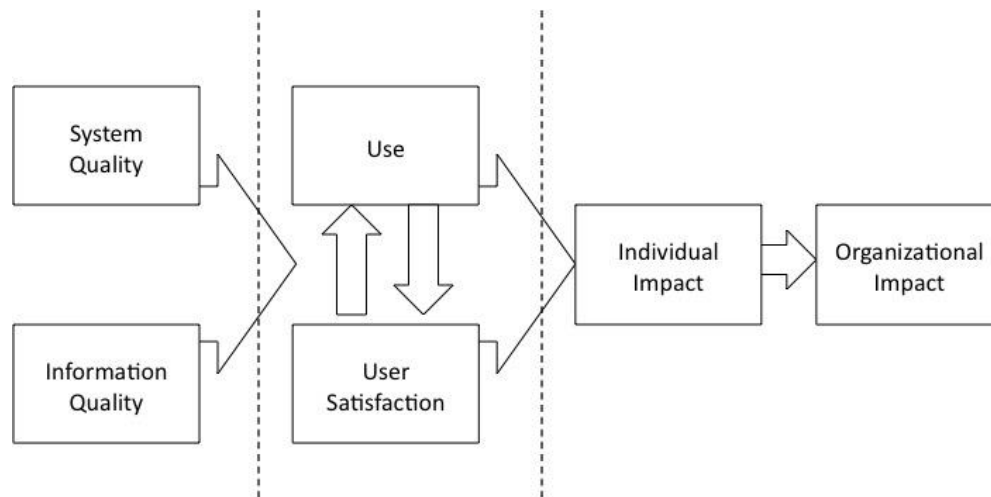 System
Quality
Use
Individual
Impact
Organizational
Impact
Information
Quality
User
Satisfaction